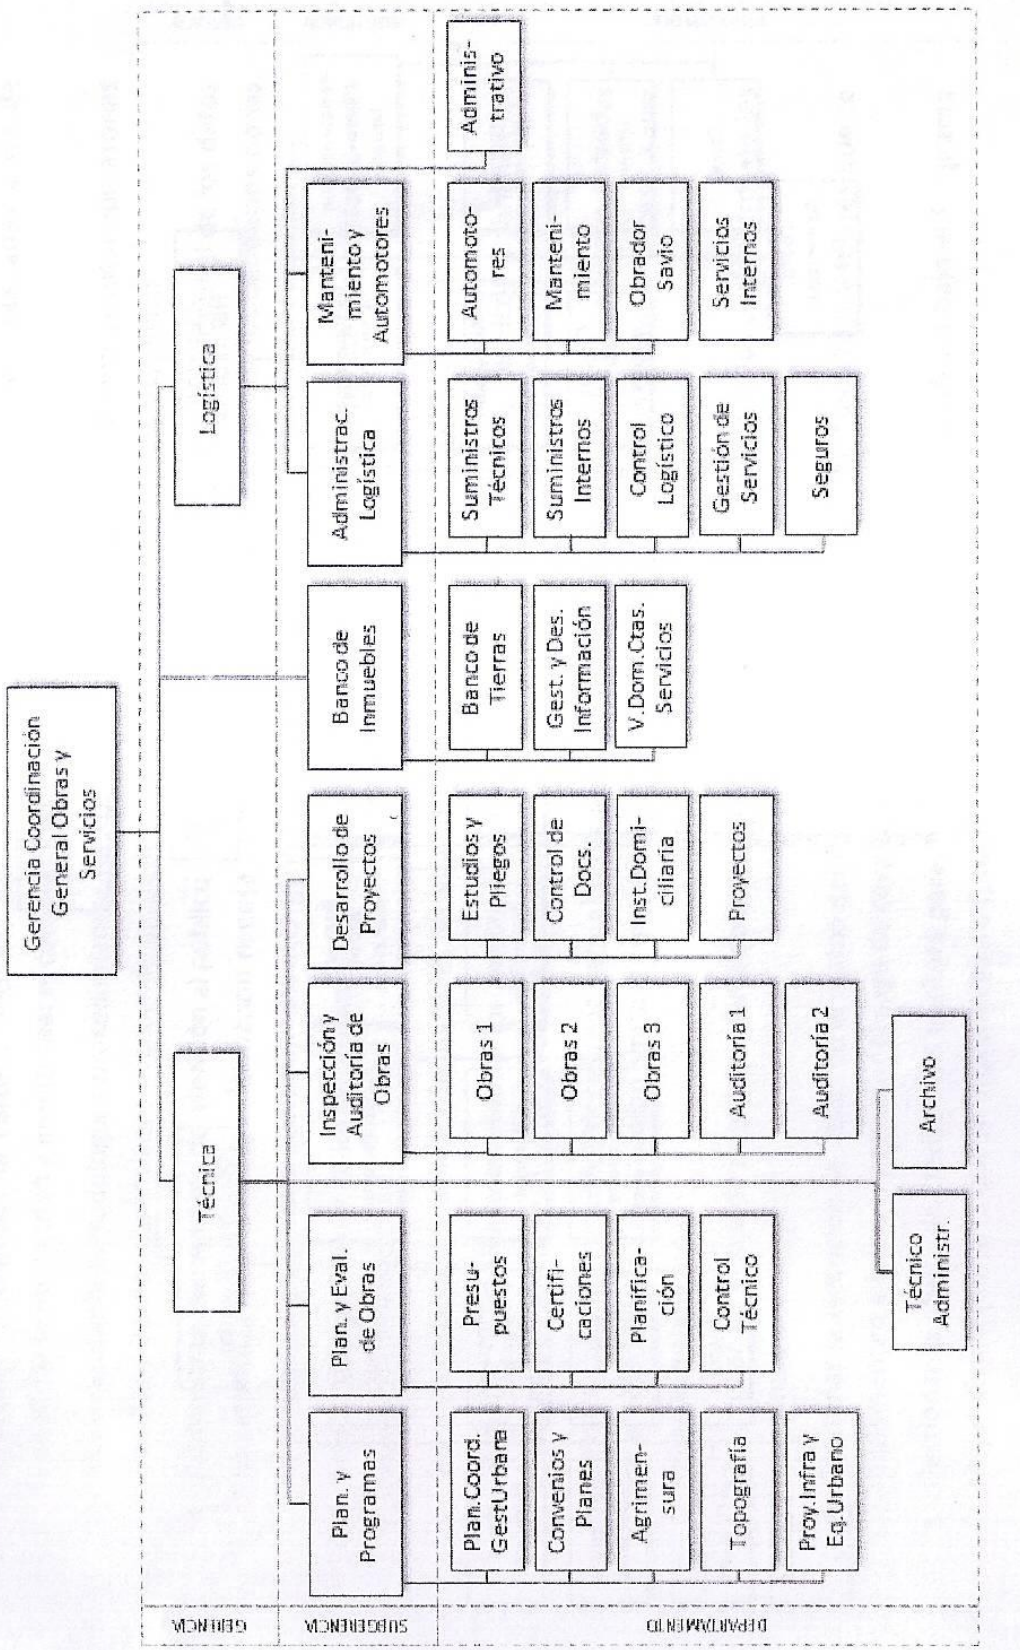 Gerencia Coordinación
General Obras y
Servicios
GERENCIA
Técnica
Logística
SUBGERENCIA
Plan. y
Programas
Plan. y Eval.
de Obras
Inspección y
Auditoría de
Obras
Desarrollo de
Proyectos
Banco de
Inmuebles
Administrac.
Logística
Manteni-
miento y
Automotores
DEPARTAMENTO
Plan.Coord.
GestUrbana
Convenios y
Planes
Agrimen-
sura
Topografía
Proy.Infra y
Eq.Urbano
Presu-
puestos
Certifi-
caciones
Planifica-
ción
Control
Técnico
Obras 1
Obras 2
Obras 3
Auditoría 1
Auditoría 2
Estudios y
Pliegos
Control de
Docs.
Inst.Domi-
ciliaria
Proyectos
Banco de
Tierras
Gest. y Des.
Información
V.Dom.Ctas.
Servicios
Suministros
Técnicos
Suministros
Internos
Control
Logístico
Gestión de
Servicios
Seguros
Automoto-
res
Manteni-
miento
Obrador
Savio
Servicios
Internos
Adminis-
trativo
Técnico
Administr.
Archivo